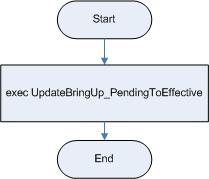 Start
exec UpdateBringUp_PendingToEffective
End